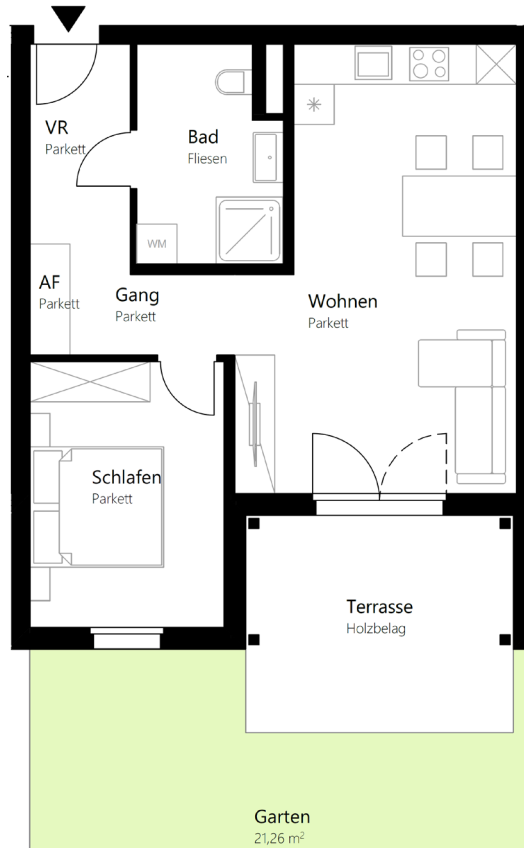 VR
Parkett
Bad
Fliesen
WM
AF
Parkett
Gang
Parkett
Wohnen
Parkett
Schlafen
Parkett
Terrasse
Holzbelag
Garten
21,26 m²